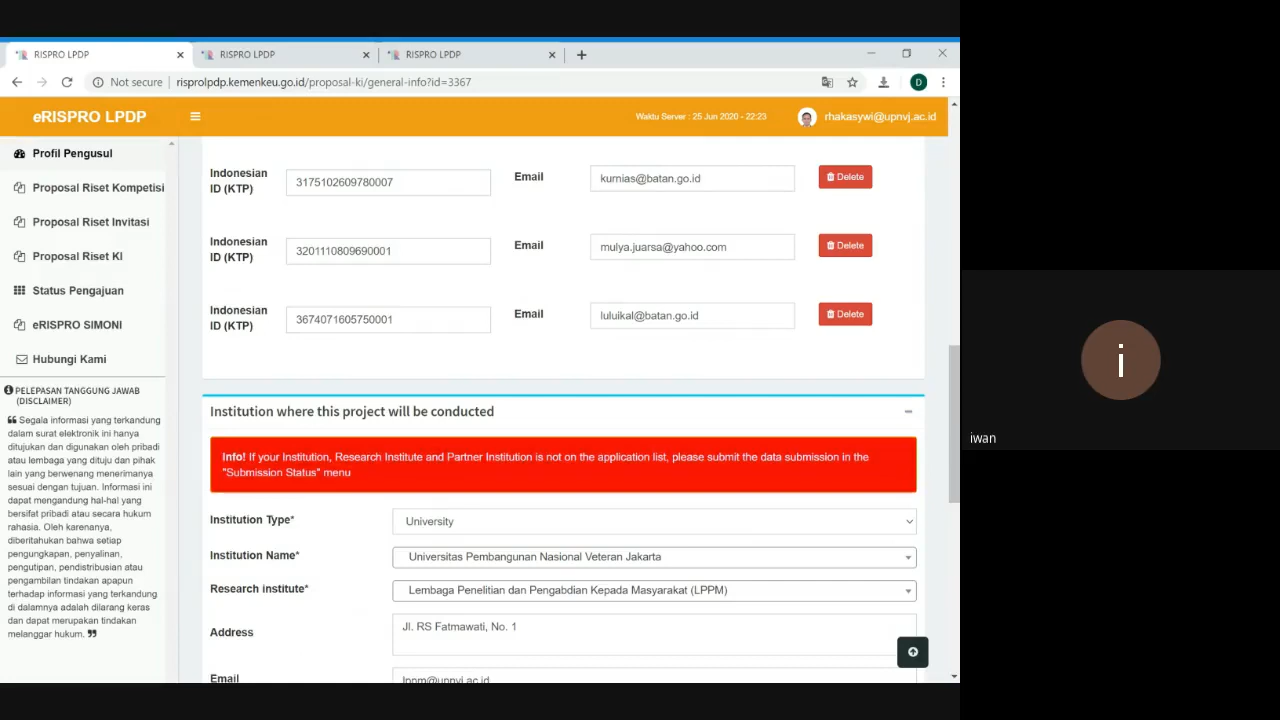 RISPRO LPDP
RISPRO LPDP
RISPRO LPDP
Not secure | risprolpdp.kemenkeu.go.id/proposal-ki/general-info?id=3367
D
eRISPRO LPDP
Waktu Server : 25 Jun 2020 - 22:23
rhakasywi@upnvj.ac.id
Profil Pengusul
Proposal Riset Kompetisi
Proposal Riset Invitasi
Proposal Riset KI
Status Pengajuan
eRISPRO SIMONI
Hubungi Kami
PELEPASAN TANGGUNG JAWAB
(DISCLAIMER)
Segala informasi yang terkandung
dalam surat elektronik ini hanya
ditujukan dan digunakan oleh pribadi
atau lembaga yang dituju dan pihak
lain yang berwenang menerimanya
sesuai dengan tujuan. Informasi ini
dapat mengandung hal-hal yang
bersifat pribadi atau secara hukum
rahasia. Oleh karenanya,
diberitahukan bahwa setiap
pengungkapan, penyalinan,
pengutipan, pendistribusian atau
pengambilan tindakan apapun
terhadap informasi yang terkandung
di dalamnya adalah dilarang keras
dan dapat merupakan tindakan
melanggar hukum.
Indonesian
ID (KTP)
3175102609780007
Email
kurnias@batan.go.id
Delete
Indonesian
ID (KTP)
3201110809690001
Email
mulya.juarsa@yahoo.com
Delete
Indonesian
ID (KTP)
3674071605750001
Email
luluikal@batan.go.id
Delete
Institution where this project will be conducted
Info! If your Institution, Research Institute and Partner Institution is not on the application list, please submit the data submission in the
"Submission Status" menu
Institution Type*
University
Institution Name*
Universitas Pembangunan Nasional Veteran Jakarta
Research institute*
Lembaga Penelitian dan Pengabdian Kepada Masyarakat (LPPM)
Address
Jl. RS Fatmawati, No. 1
Email
lppm@upnvj.ac.id
i
iwan